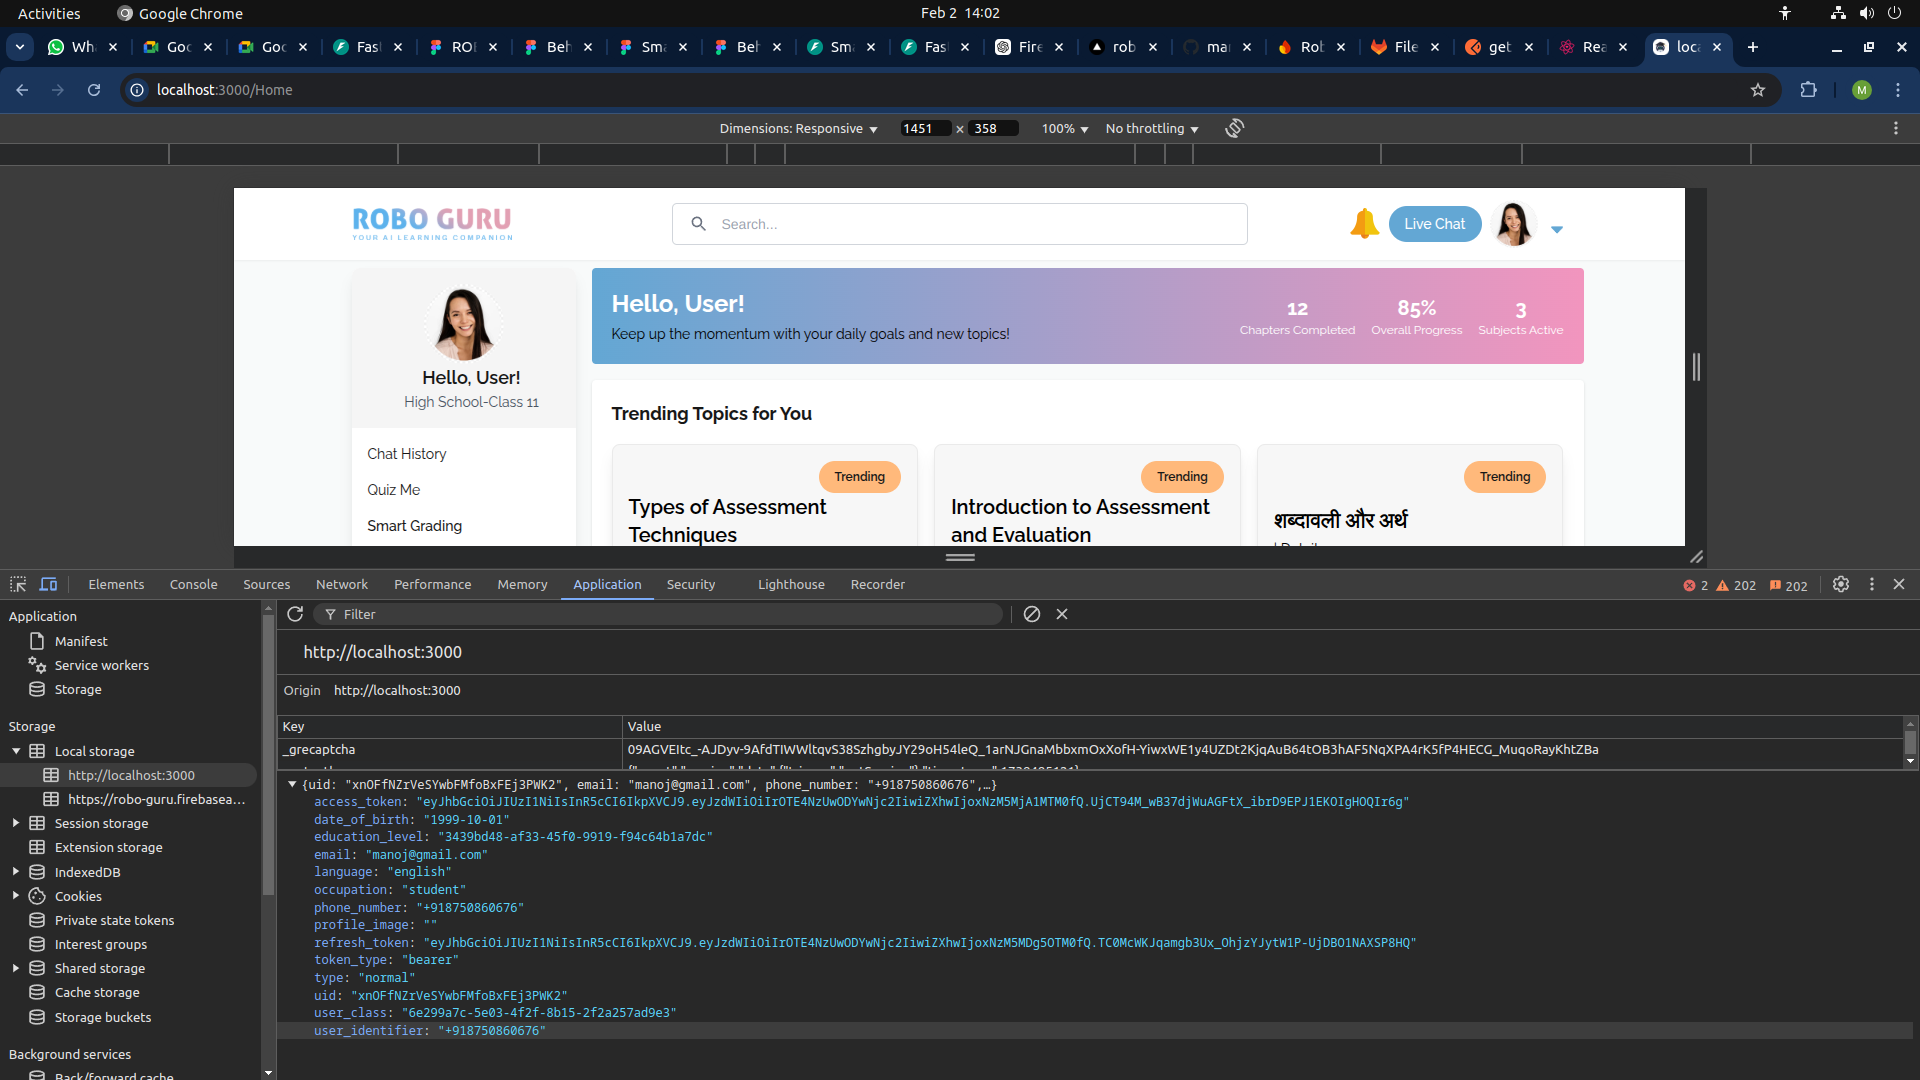 Activities
Google Chrome
Feb 2 14:02
Goo
Goo
Fas
Beh
Sma
Beh
Sma
Fas
Fire
rob
Rob
File
get
Rea
loca
localhost:3000/Home
M
Dimensions: Responsive
1451 × 358
100%
No throttling
ROBO GURU
YOUR AI LEARNING COMPANION
Search...
Live Chat
Hello, User!
High School-Class 11
Chat History
Quiz Me
Smart Grading
Hello, User!
Keep up the momentum with your daily goals and new topics!
12
Chapters Completed
85%
Overall Progress
3
Subjects Active
Trending Topics for You
Trending
Types of Assessment
Techniques
Trending
Introduction to Assessment
and Evaluation
Trending
शब्दावली और अर्थ
Elements
Console
Sources
Network
Performance
Memory
Application
Security
Lighthouse
Recorder
2
202
202
Application
Manifest
Service workers
Storage
Storage
Local storage
http://localhost:3000
https://robo-guru.firebasea...
Session storage
Extension storage
IndexedDB
Cookies
Private state tokens
Interest groups
Shared storage
Cache storage
Storage buckets
Background services
Back/forward cache
Filter
http://localhost:3000
Origin http://localhost:3000
Key
Value
_grecaptcha
09AGVEItc_-AJDyv-9AfdTIWWltqvS38SzhgbyJY29oH54leQ_1arNJGnaMbbxmOxXofH-YiwxWE1y4UZDt2KjqAuB64tOB3hAF5NqXPA4rK5fP4HECG_MuqoRayKhtZBa
{uid: "xnOFfNZrVeSYwbFMfoBxFEj3PWK2", email: "manoj@gmail.com", phone_number: "+918750860676",…}
access_token: "eyJhbGciOiJIUzI1NiIsInR5cCI6IkpXVCJ9.eyJzdWIiOiIrOTE4NzUwODYwNjc2IiwiZXhwIjoxNzM5MjA1MTM0fQ.UjCT94M_wB37djWuAGFtX_ibrD9EPJ1EKOIgHOQIr6g"
date_of_birth: "1999-10-01"
education_level: "3439bd48-af33-45f0-9919-f94c64b1a7dc"
email: "manoj@gmail.com"
language: "english"
occupation: "student"
phone_number: "+918750860676"
profile_image: ""
refresh_token: "eyJhbGciOiJIUzI1NiIsInR5cCI6IkpXVCJ9.eyJzdWIiOiIrOTE4NzUwODYwNjc2IiwiZXhwIjoxNzM5MDg5OTM0fQ.TC0McWKJqamgb3Ux_OhjzYJytW1P-UjDBO1NAXSP8HQ"
token_type: "bearer"
type: "normal"
uid: "xnOFfNZrVeSYwbFMfoBxFEj3PWK2"
user_class: "6e299a7c-5e03-4f2f-8b15-2f2a257ad9e3"
user_identifier: "+918750860676"